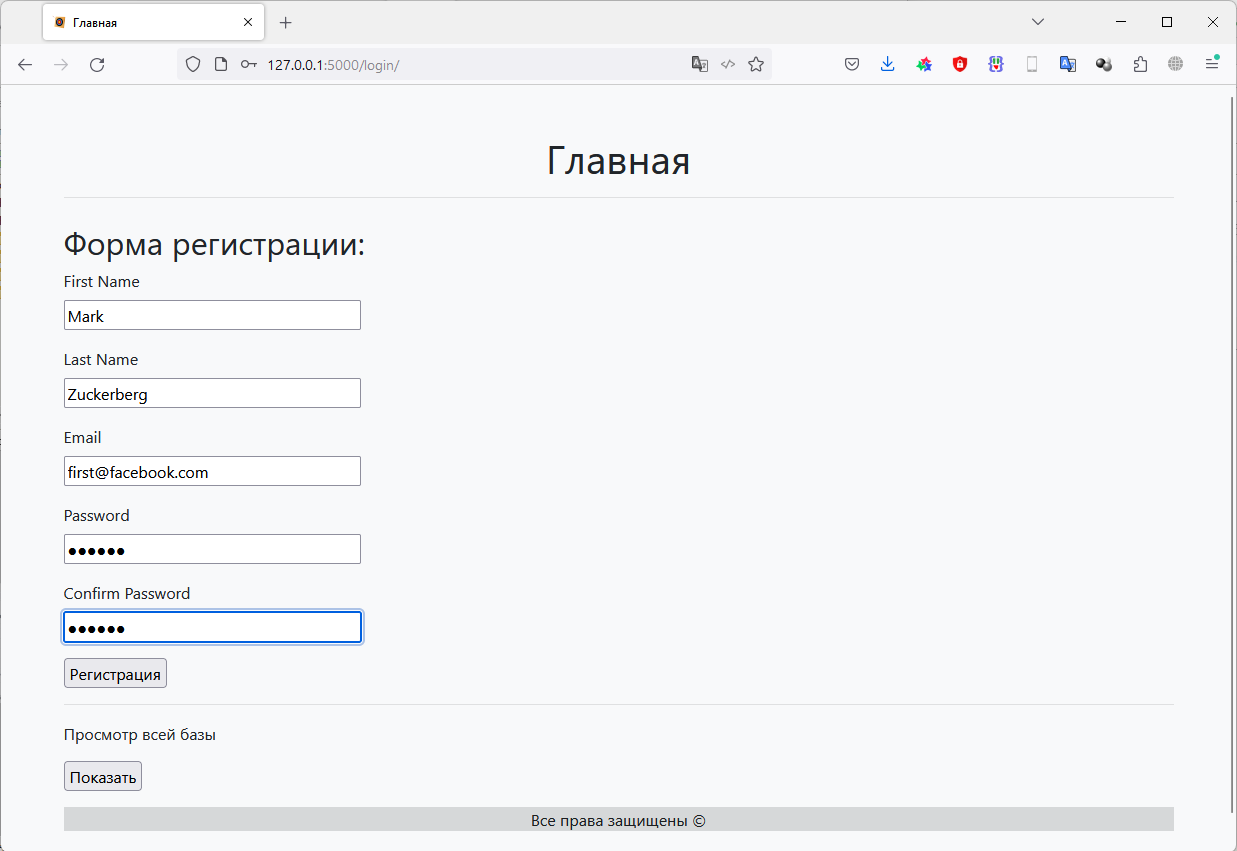 Главная
127.0.0.1:5000/login/
Главная
Форма регистрации:
First Name
Mark
Last Name
Zuckerberg
Email
first@facebook.com
Password
●●●●●●
Confirm Password
●●●●●●
Регистрация
Просмотр всей базы
Показать
Все права защищены ©